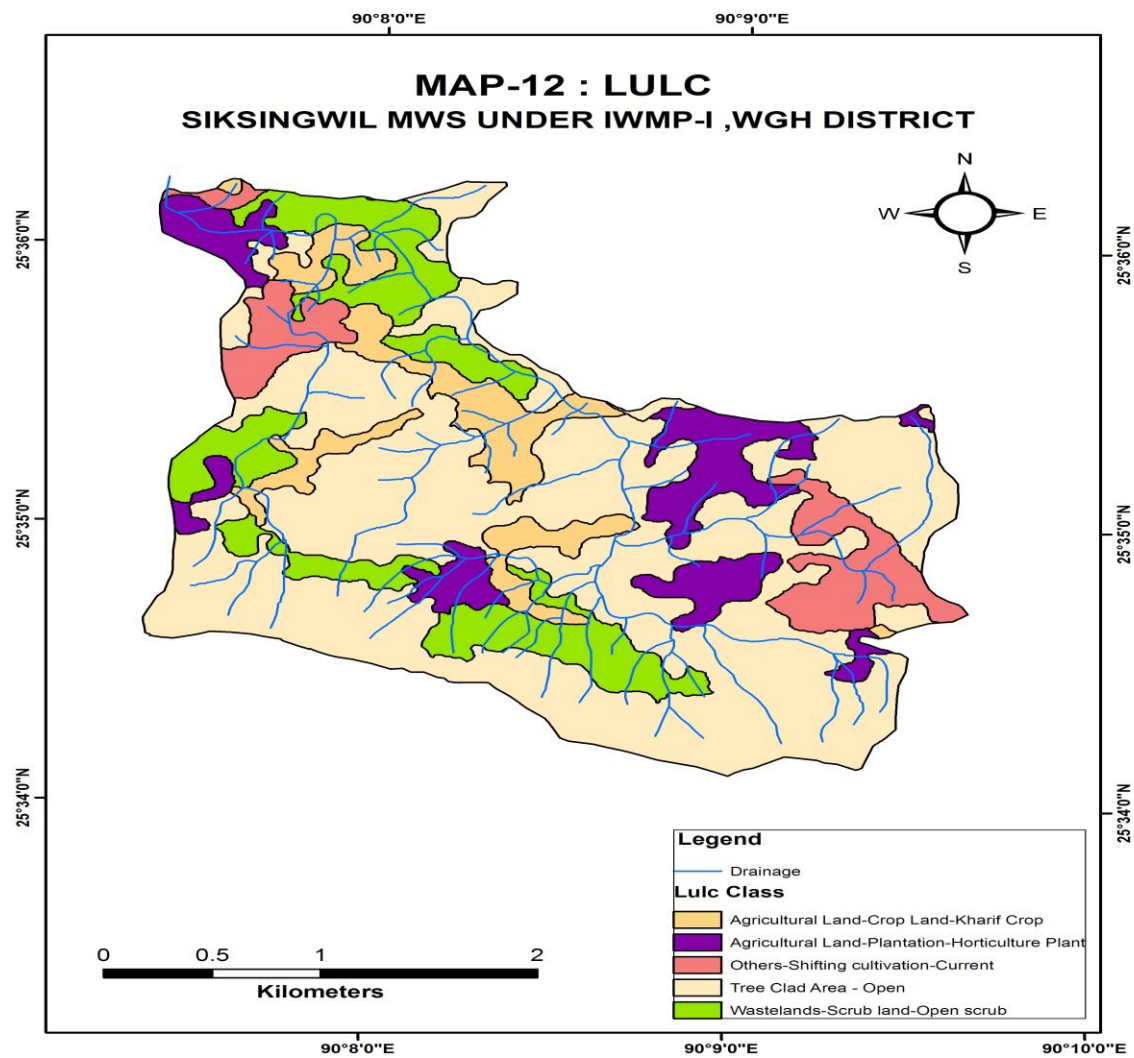 90°8'0"E 90°9'0"E
MAP-12 : LULC
SIKSINGWIL MWS UNDER IWMP-I ,WGH DISTRICT
N
W E
S
25°36'0"N 25°36'0"N
25°35'0"N 25°35'0"N
25°34'0"N 25°34'0"N
Legend
Drainage
Lulc Class
Agricultural Land-Crop Land-Kharif Crop
Agricultural Land-Plantation-Horticulture Plant
Others-Shifting cultivation-Current
Tree Clad Area - Open
Wastelands-Scrub land-Open scrub
0 0.5 1 2
Kilometers
90°8'0"E 90°9'0"E 90°10'0"E